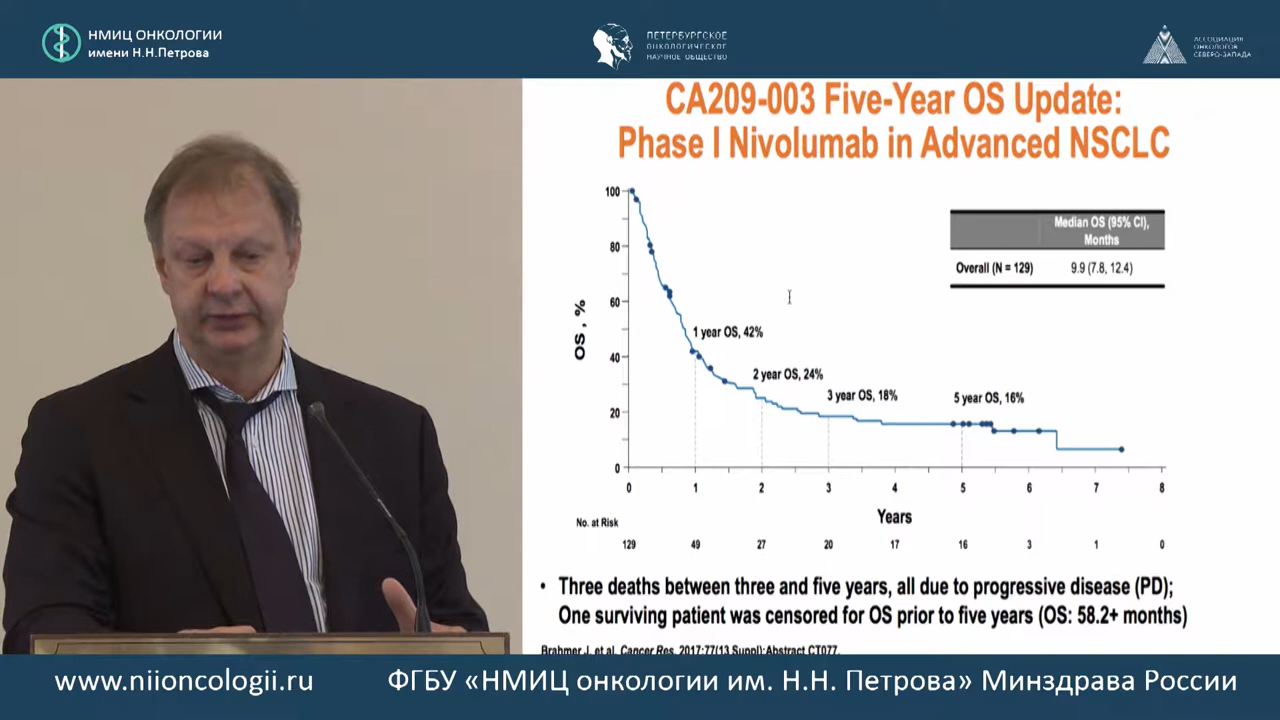 НМИЦ ОНКОЛОГИИ
имени Н.Н.Петрова
ПЕТЕРБУРГСКОЕ
ОНКОЛОГИЧЕСКОЕ
НАУЧНОЕ ОБЩЕСТВО
АССОЦИАЦИЯ
ОНКОЛОГОВ
СЕВЕРО-ЗАПАДА
CA209-003 Five-Year OS Update:
Phase I Nivolumab in Advanced NSCLC
Median OS (95% CI),
Months
Overall (N = 129) 9.9 (7.8, 12.4)
OS , %
100
80
60
40
20
0
1 year OS, 42%
2 year OS, 24%
3 year OS, 18%
5 year OS, 16%
0 1 2 3 4 5 6 7 8
Years
No. at Risk
129 49 27 20 17 16 3 1 0
• Three deaths between three and five years, all due to progressive disease (PD);
One surviving patient was censored for OS prior to five years (OS: 58.2+ months)
Brahmer J, et al. Cancer Res. 2017;77(13 Suppl):Abstract CT077.
www.niioncologii.ru
ФГБУ «НМИЦ онкологии им. Н.Н. Петрова» Минздрава России